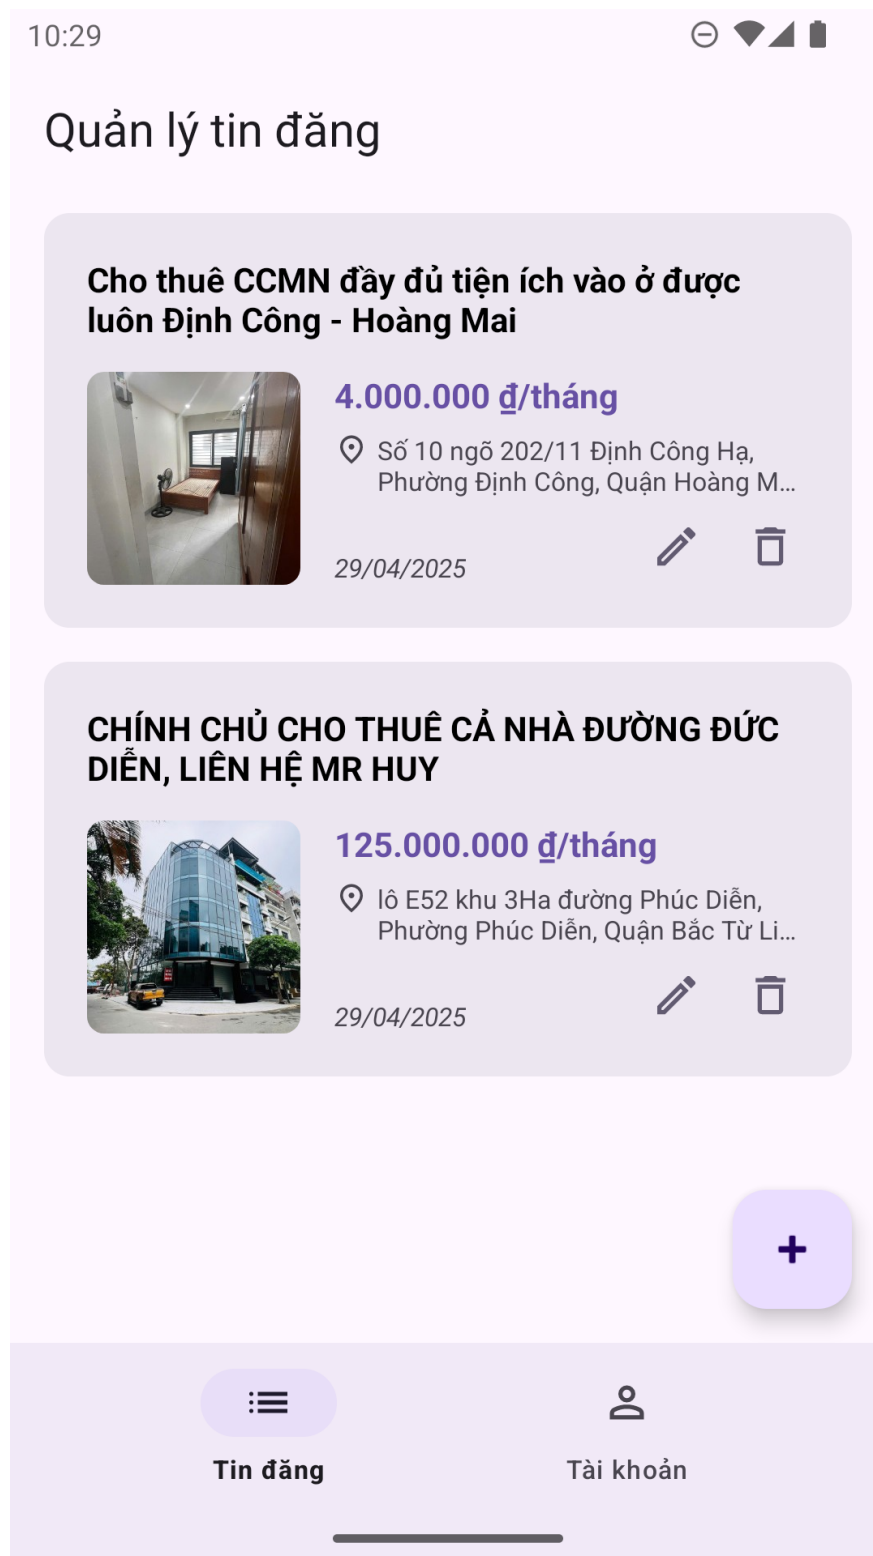 10:29
Quản lý tin đăng
Cho thuê CCMN đầy đủ tiện ích vào ở được
luôn Định Công - Hoàng Mai
4.000.000 ₫/tháng
Số 10 ngõ 202/11 Định Công Hạ,
Phường Định Công, Quận Hoàng M...
29/04/2025
CHÍNH CHỦ CHO THUÊ CẢ NHÀ ĐƯỜNG ĐỨC
DIỄN, LIÊN HỆ MR HUY
125.000.000 ₫/tháng
lô E52 khu 3Ha đường Phúc Diễn,
Phường Phúc Diễn, Quận Bắc Từ Li...
29/04/2025
Tin đăng
Tài khoản